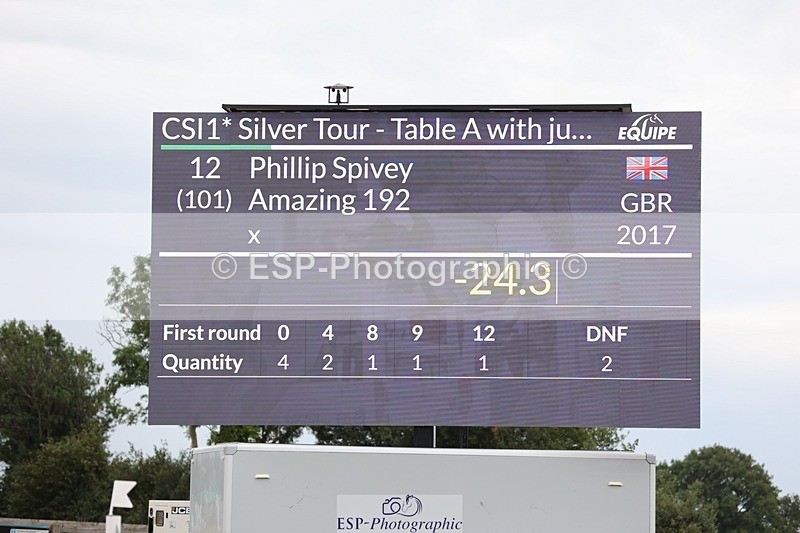 CSI1* Silver Tour - Table A with ju... EQUIPE
12 Phillip Spivey
(101) Amazing 192 GBR
x 2017
© ESP-Photographic ©
-24.3
First round 0 4 8 9 12 DNF
Quantity 4 2 1 1 1 2
JCB
ESP-Photographic